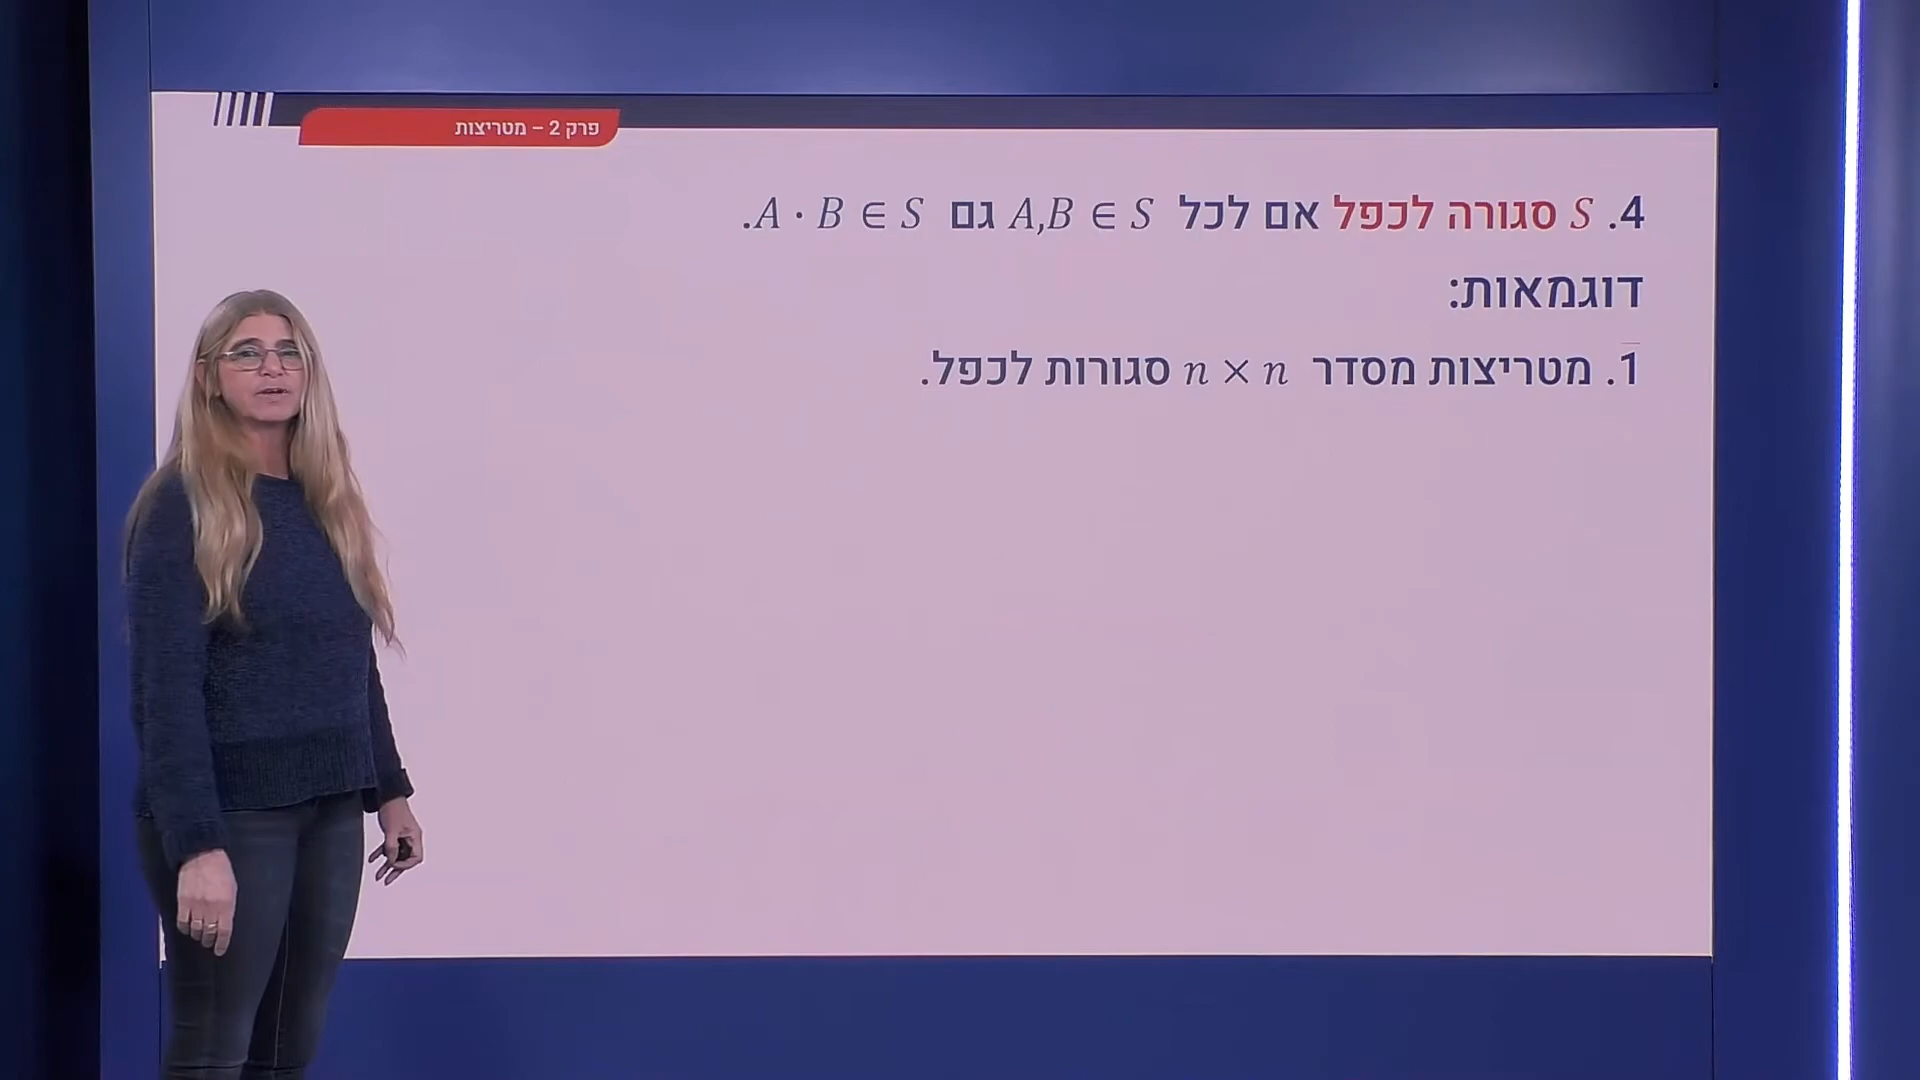 פרק 2 – מטריצות
4. S סגורה לכפל אם לכל A,B ∈ S גם A · B ∈ S.
דוגמאות:
1. מטריצות מסדר n × n סגורות לכפל.